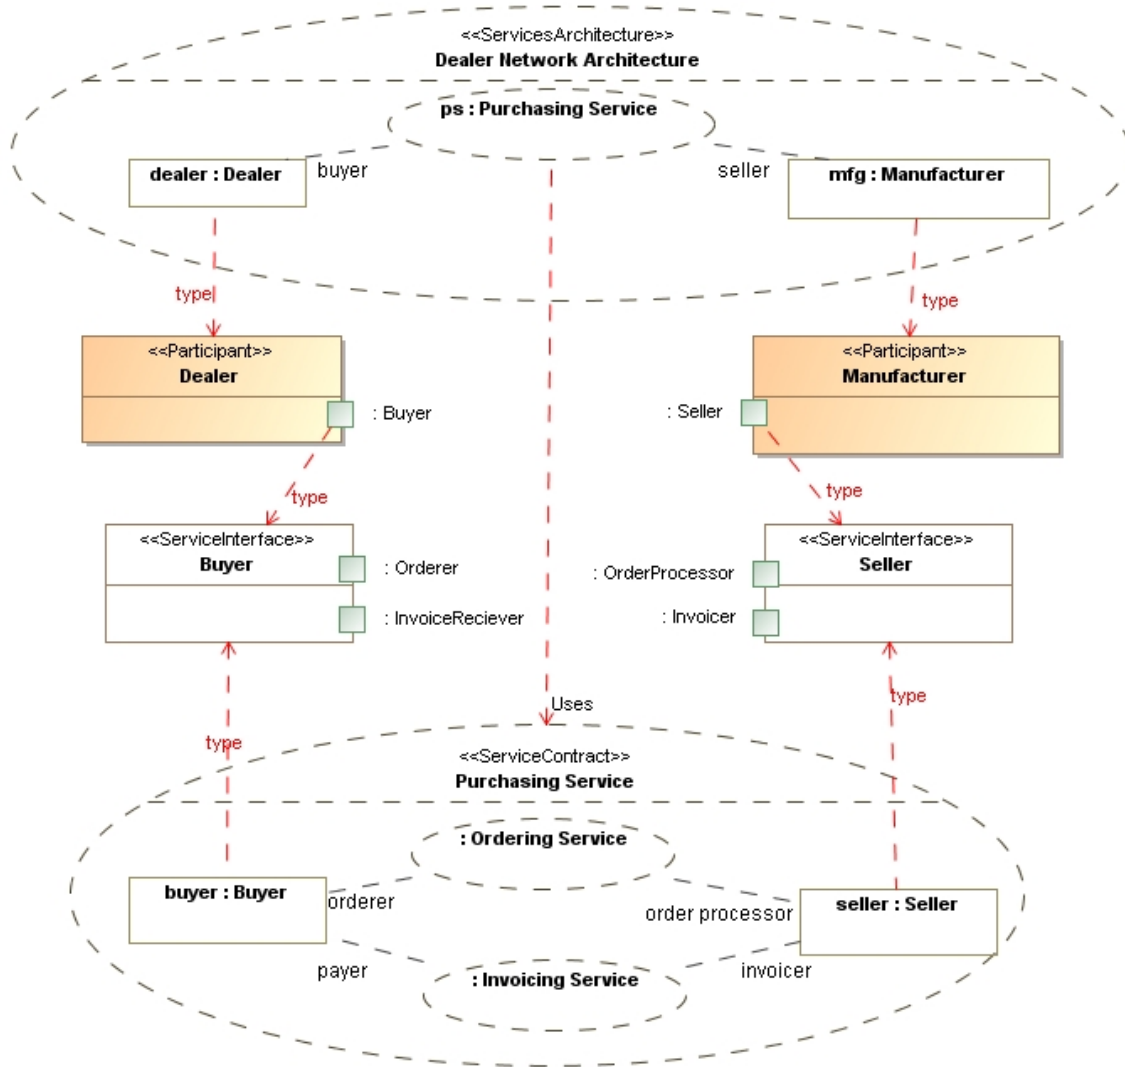 <<ServicesArchitecture>>
Dealer Network Architecture
ps : Purchasing Service
dealer : Dealer
buyer
seller
mfg : Manufacturer
type
type
<<Participant>>
Dealer
: Buyer
<<Participant>>
Manufacturer
: Seller
type
type
<<ServiceInterface>>
Buyer
: Orderer
: InvoiceReciever
<<ServiceInterface>>
Seller
: OrderProcessor
: Invoicer
Uses
type
type
<<ServiceContract>>
Purchasing Service
: Ordering Service
buyer : Buyer
orderer
order processor
seller : Seller
payer
: Invoicing Service
invoicer